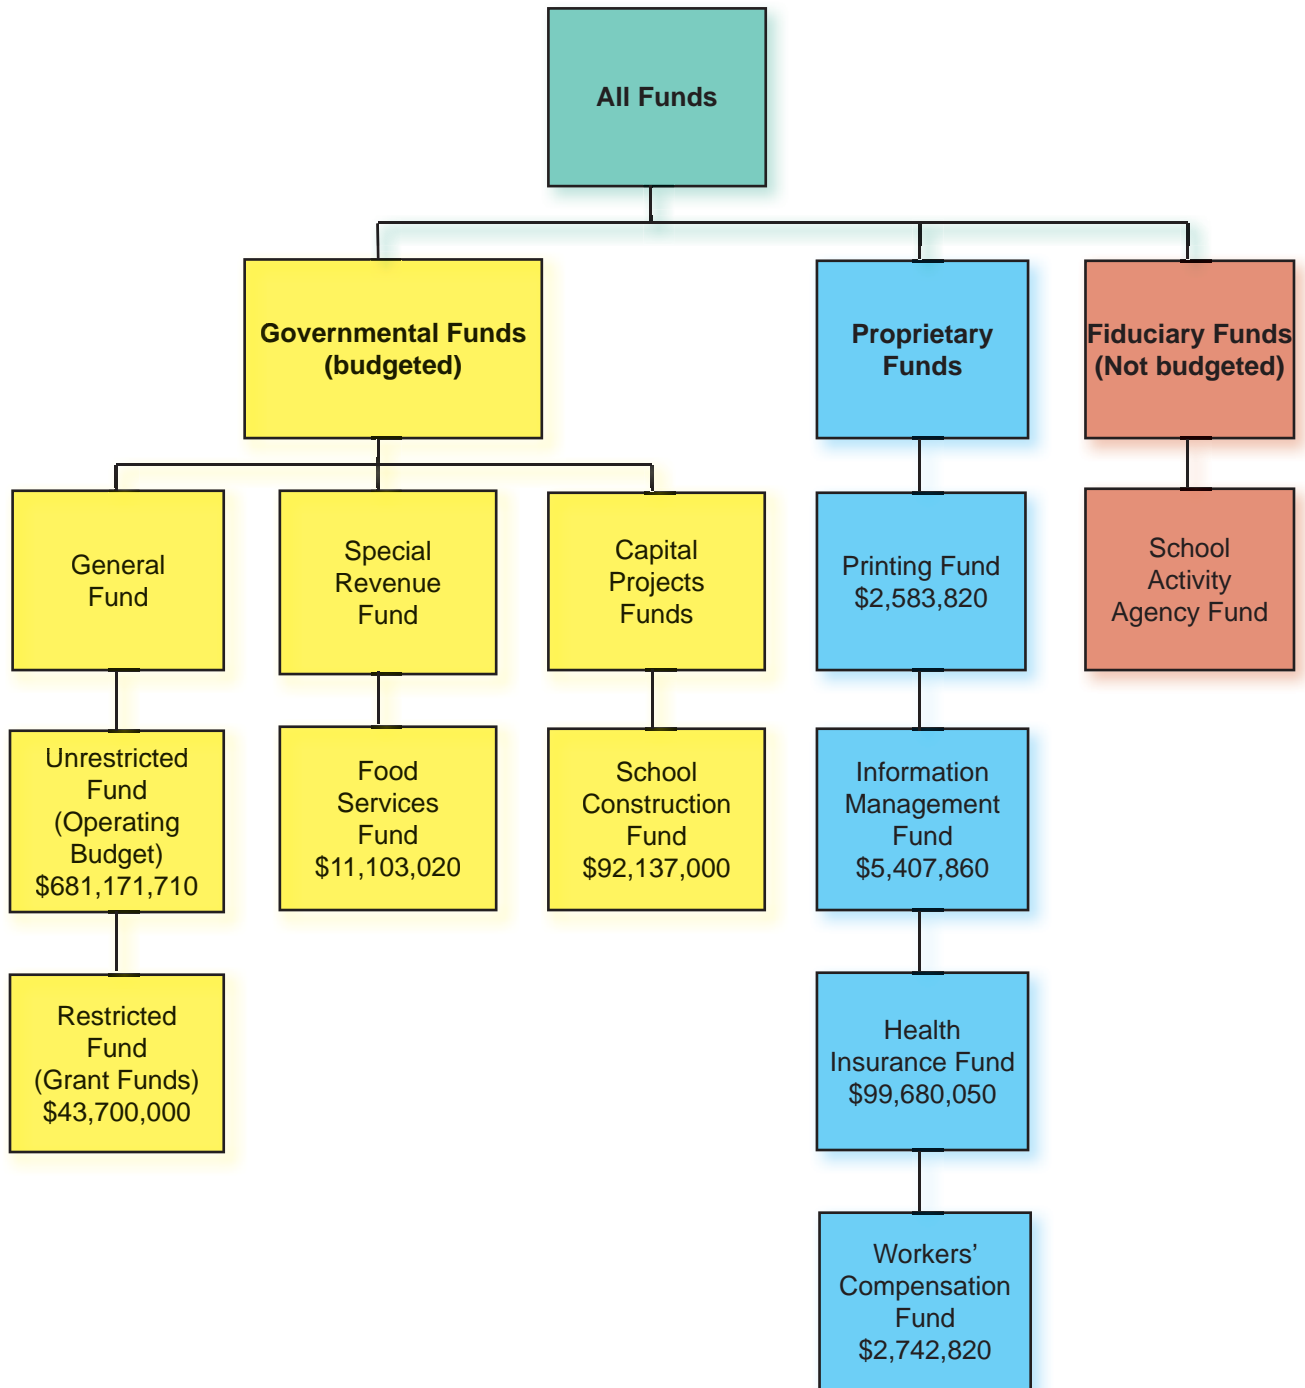 All Funds
Governmental Funds
(budgeted)
Proprietary
Funds
Fiduciary Funds
(Not budgeted)
General
Fund
Special
Revenue
Fund
Capital
Projects
Funds
Printing Fund
$2,583,820
School
Activity
Agency Fund
Unrestricted
Fund
(Operating
Budget)
$681,171,710
Food
Services
Fund
$11,103,020
School
Construction
Fund
$92,137,000
Information
Management
Fund
$5,407,860
Restricted
Fund
(Grant Funds)
$43,700,000
Health
Insurance Fund
$99,680,050
Workers’
Compensation
Fund
$2,742,820